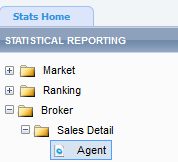 Stats Home
STATISTICAL REPORTING
Market
Ranking
Broker
Sales Detail
Agent